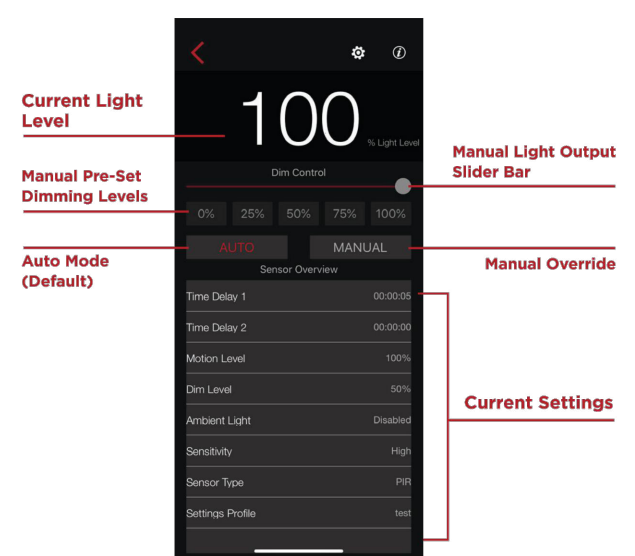 Current Light
Level
100
% Light Level
Manual Light Output
Slider Bar
Dim Control
Manual Pre-Set
Dimming Levels
0% 25% 50% 75% 100%
AUTO MANUAL
Auto Mode
(Default)
Manual Override
Sensor Overview
Time Delay 1 00:00:05
Time Delay 2 00:00:00
Motion Level 100%
Dim Level 50%
Current Settings
Ambient Light Disabled
Sensitivity High
Sensor Type PIR
Settings Profile test